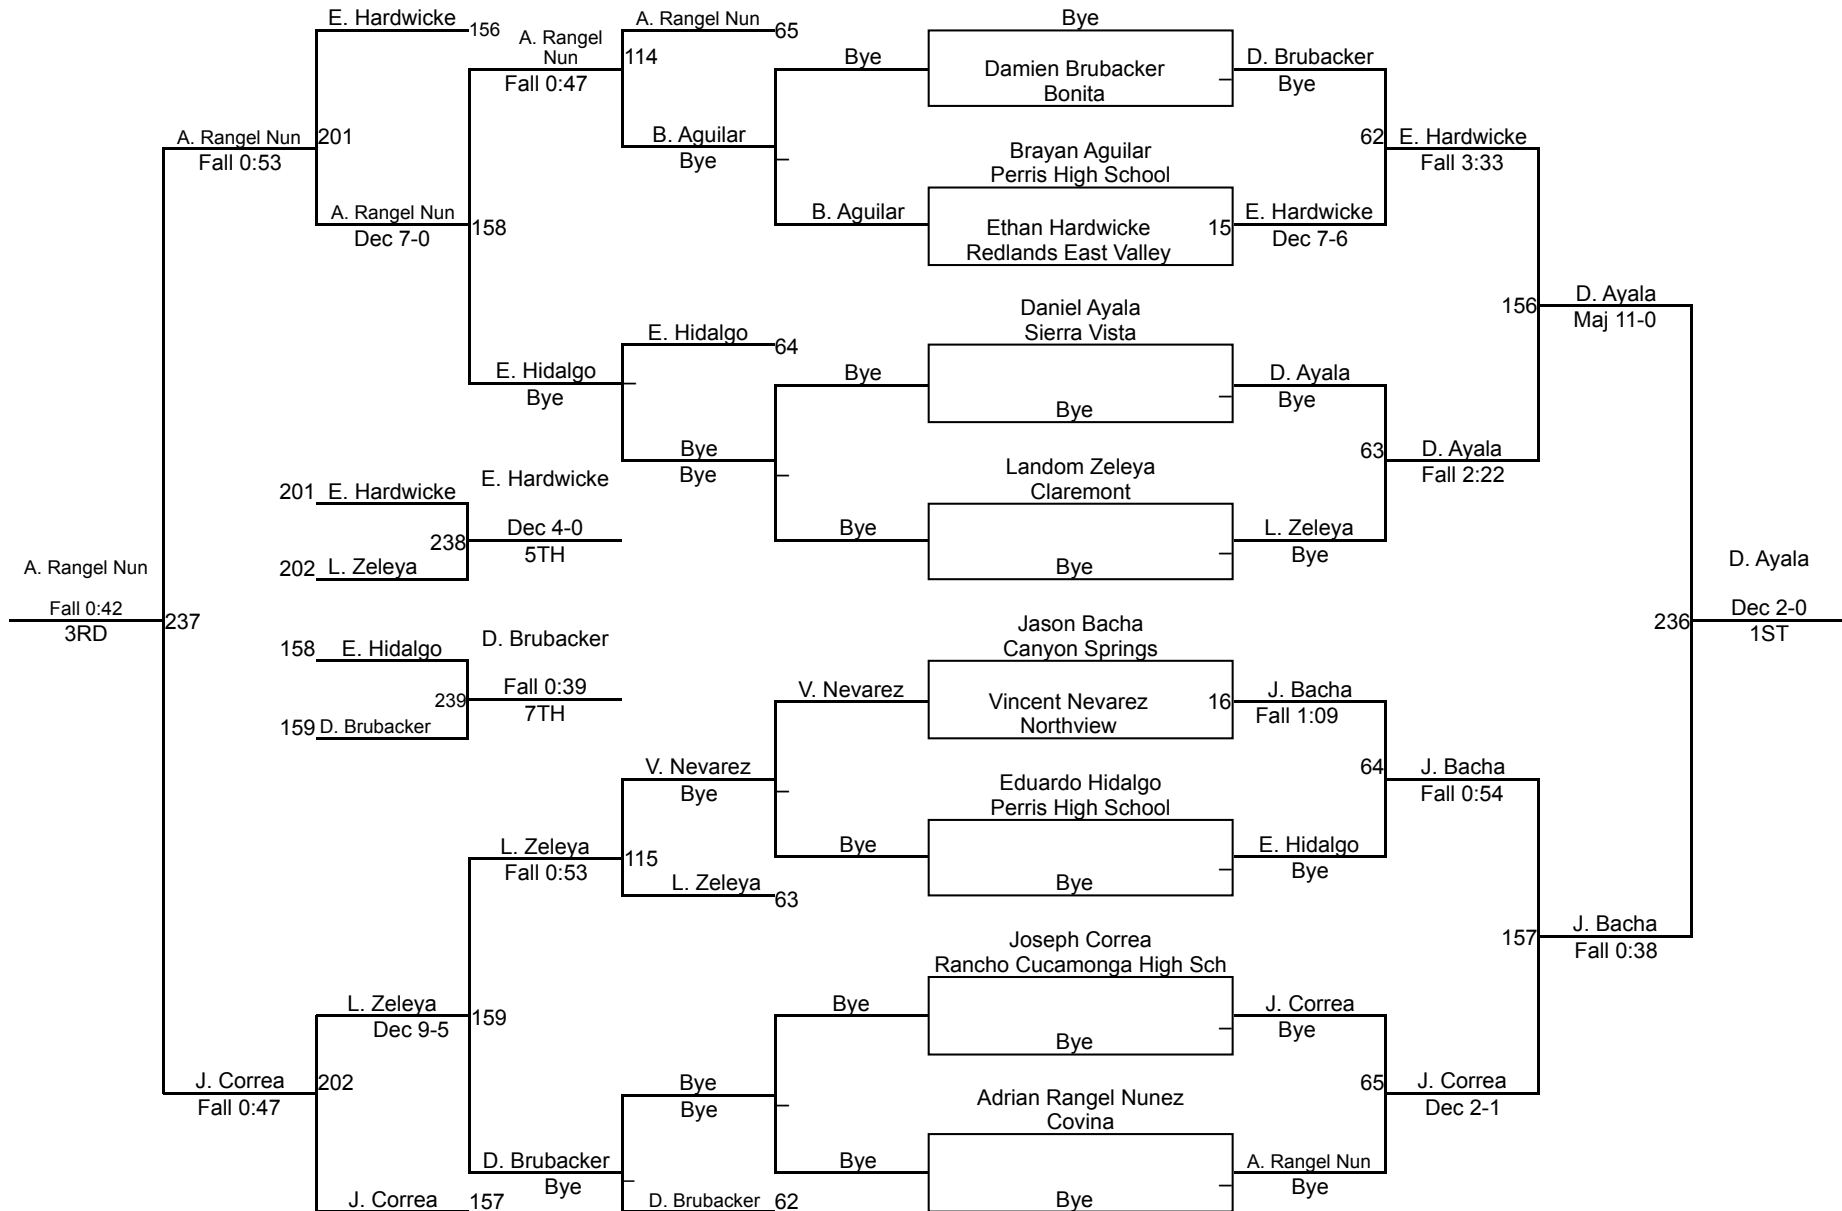 E. Hardwicke
156
A. Rangel Nun
65
Bye
A. Rangel
Nun
114
Bye
D. Brubacker
Fall 0:47
Damien Brubacker
Bonita
Bye
A. Rangel Nun
201
B. Aguilar
62
E. Hardwicke
Fall 0:53
Bye
Brayan Aguilar
Perris High School
Fall 3:33
A. Rangel Nun
158
B. Aguilar
Ethan Hardwicke
15
E. Hardwicke
Dec 7-0
Redlands East Valley
Dec 7-6
Daniel Ayala
Sierra Vista
156
D. Ayala
Maj 11-0
E. Hidalgo
64
E. Hidalgo
Bye
D. Ayala
Bye
Bye
Bye
Bye
63
D. Ayala
Bye
Landom Zeleya
Claremont
Fall 2:22
201
E. Hardwicke
E. Hardwicke
238
Dec 4-0
5TH
Bye
L. Zeleya
Bye
202
L. Zeleya
Bye
A. Rangel Nun
D. Ayala
Fall 0:42
237
236
Dec 2-0
3RD
1ST
158
E. Hidalgo
D. Brubacker
Jason Bacha
Canyon Springs
239
Fall 0:39
7TH
V. Nevarez
Vincent Nevarez
Northview
16
J. Bacha
Fall 1:09
159
D. Brubacker
V. Nevarez
Bye
64
J. Bacha
Fall 0:54
Eduardo Hidalgo
Perris High School
L. Zeleya
115
Bye
E. Hidalgo
Fall 0:53
Bye
L. Zeleya
63
Bye
157
J. Bacha
Fall 0:38
Joseph Correa
Rancho Cucamonga High Sch
L. Zeleya
159
Bye
J. Correa
Dec 9-5
Bye
Bye
J. Correa
202
Bye
65
J. Correa
Fall 0:47
Bye
Adrian Rangel Nunez
Covina
Dec 2-1
D. Brubacker
Bye
A. Rangel Nun
Bye
Bye
J. Correa
157
D. Brubacker
62
Bye